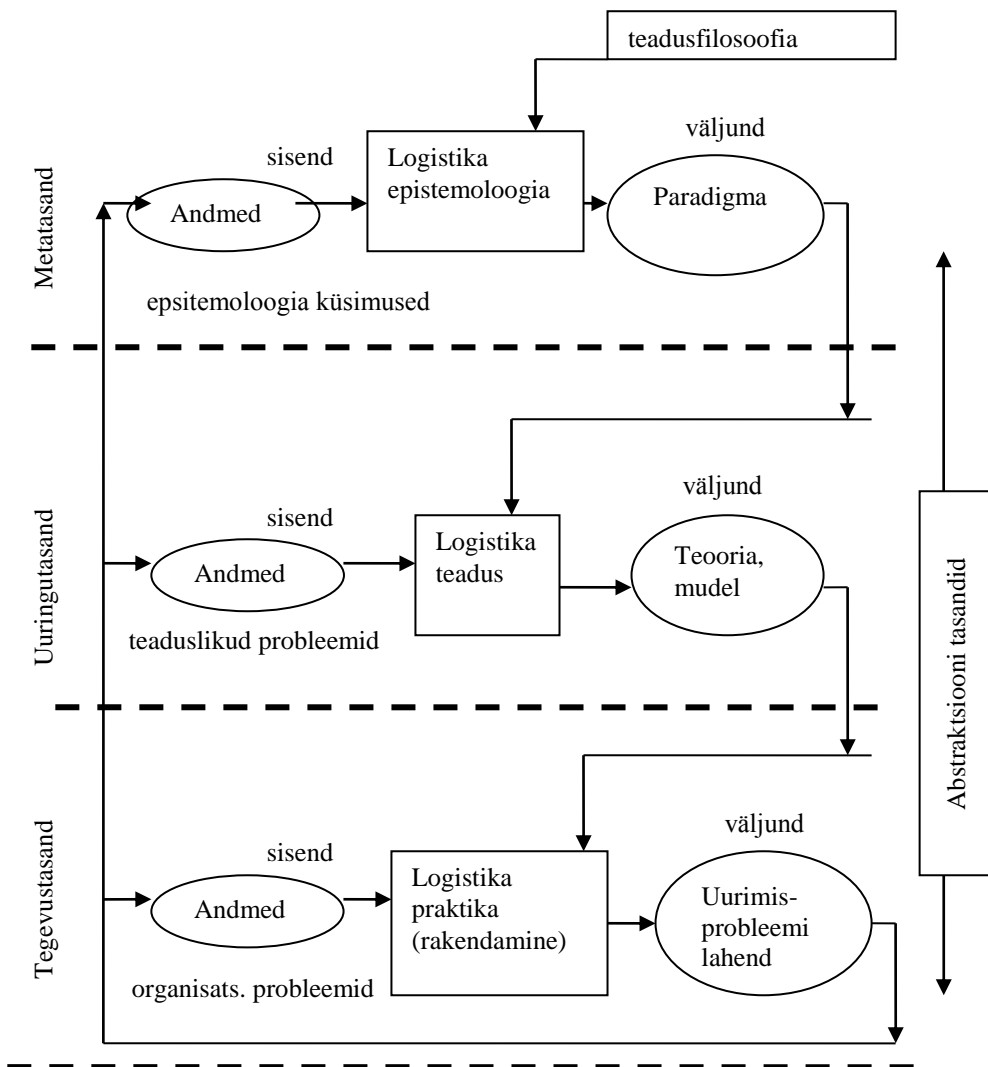 teadusfilosoofia
väljund
sisend
Logistika
epistemoloogia
Paradigma
Andmed
Metatasand
epsitemoloogia küsimused
väljund
sisend
Logistika
teadus
Teooria,
mudel
Andmed
Uuringutasand
teaduslikud probleemid
Abstraktsiooni tasandid
väljund
sisend
Logistika
praktika
(rakendamine)
Uurimis-
probleemi
lahend
Andmed
Tegevustasand
organisats. probleemid